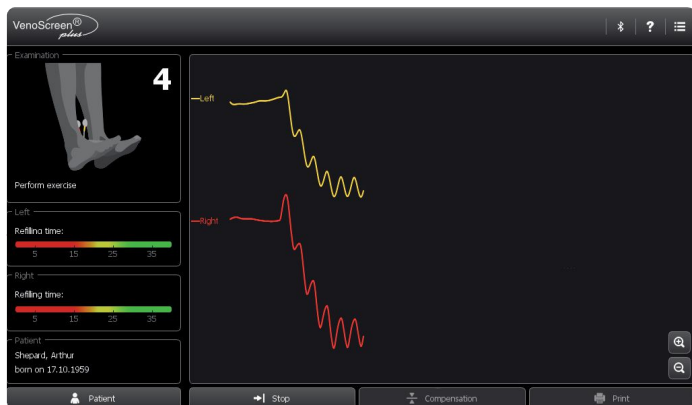 VenoScreen®
plus
?
Examination
4
Perform exercise
Left
Refilling time:
5 15 25 35
Right
Refilling time:
5 15 25 35
Patient
Shepard, Arthur
born on 17.10.1959
Left
Right
Patient
Stop
Compensation
Print